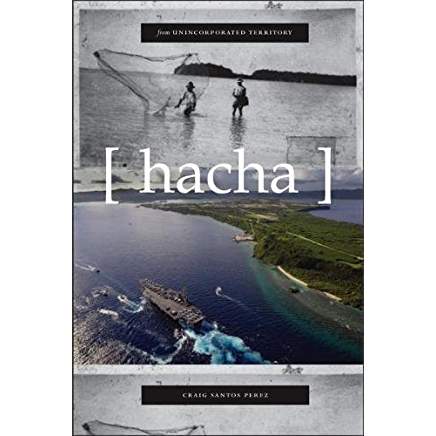 from UNINCORPORATED TERRITORY
[ hacha ]
CRAIG SANTOS PEREZ